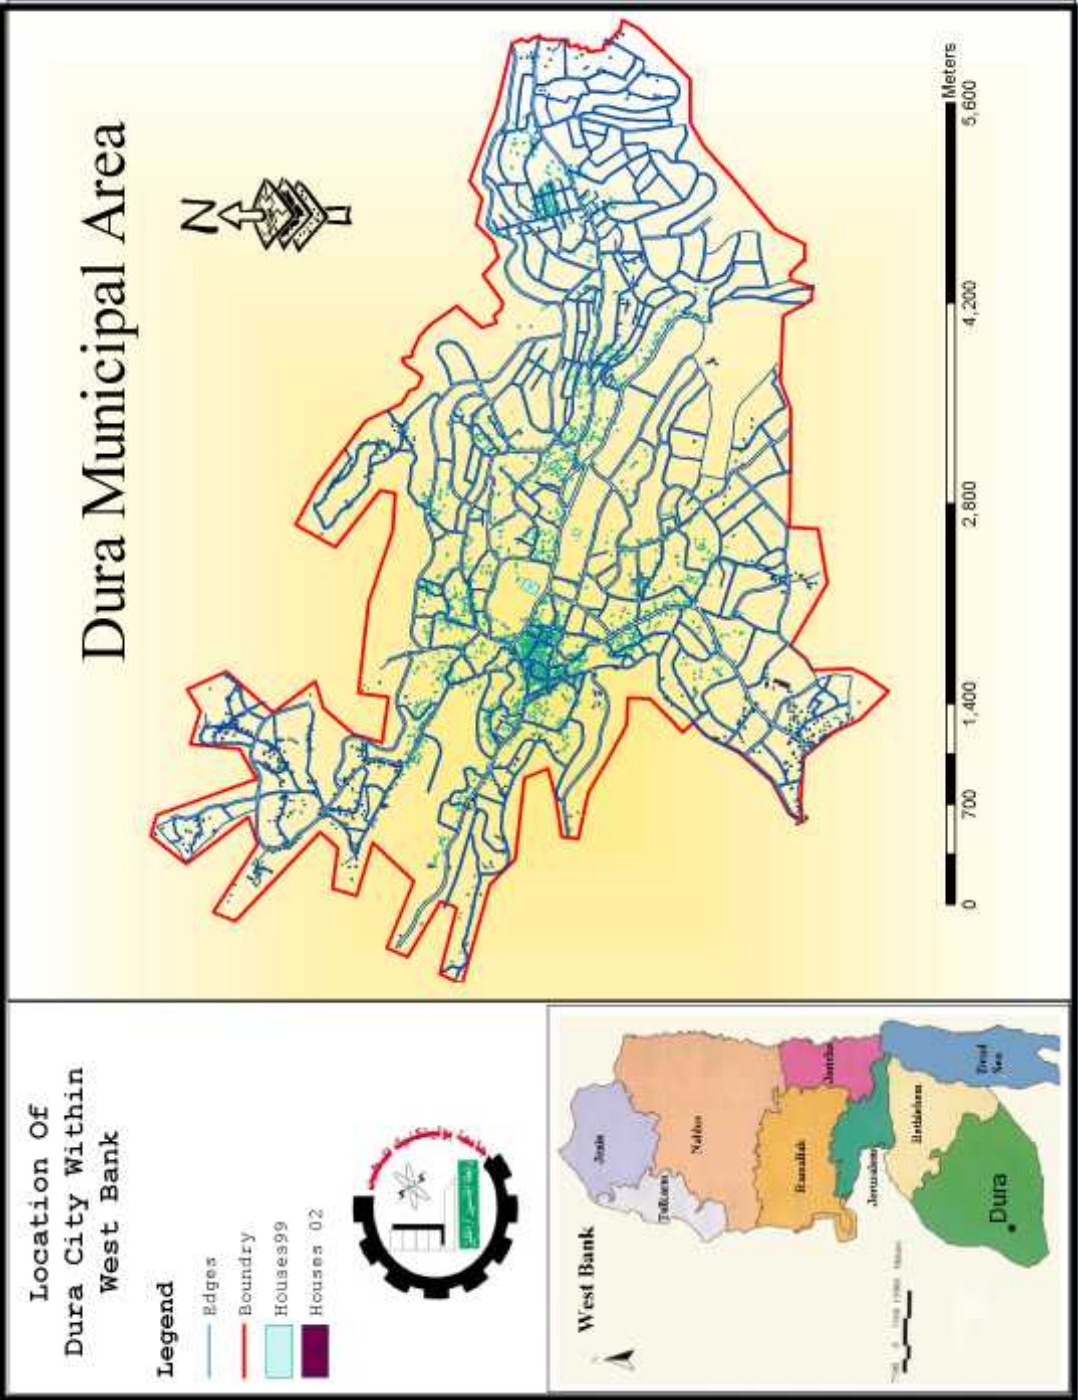 Dura Municipal Area
N
0 700 1,400 2,800 4,200 5,600
Meters
Location Of
Dura City Within
West Bank
Legend
Edges
Boundry
Houses99
Houses 02
West Bank
Jenin
Tulkarm
Nablus
Ramallah
Jericho
Jerusalem
Bethlehem
Dead
Sea
Dura